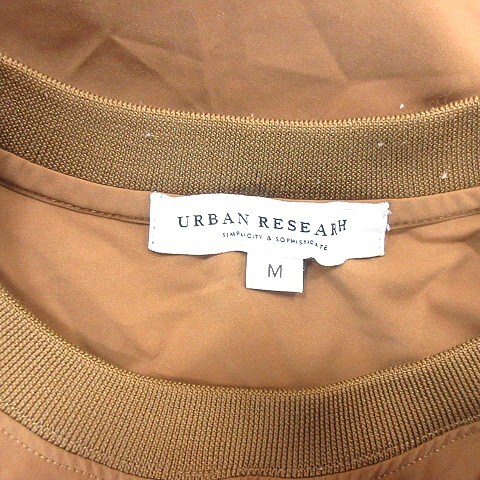 URBAN RESEARH
SIMPLICITY & SOPHISTICATE
M